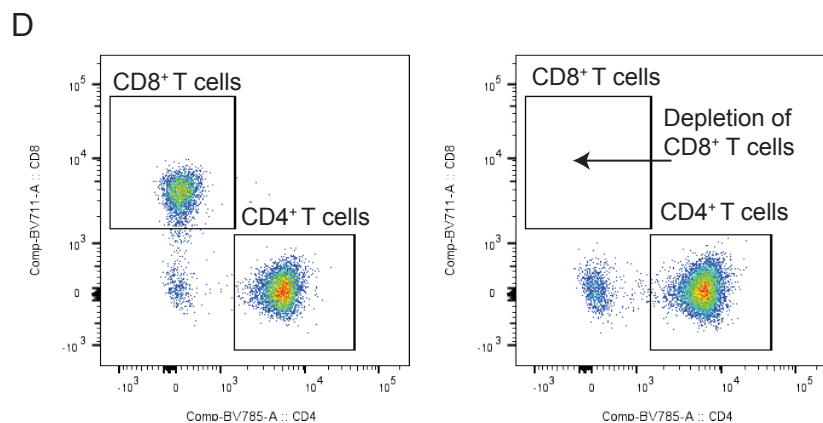 D
CD8⁺ T cells
CD4⁺ T cells
10⁵
10⁴
10³
0
-10³
Comp-BV711-A :: CD8
-10³ 0 10³ 10⁴ 10⁵
Comp-BV785-A :: CD4
CD8⁺ T cells
Depletion of
CD8⁺ T cells
CD4⁺ T cells
10⁵
10⁴
10³
0
-10³
Comp-BV711-A :: CD8
-10³ 0 10³ 10⁴ 10⁵
Comp-BV785-A :: CD4